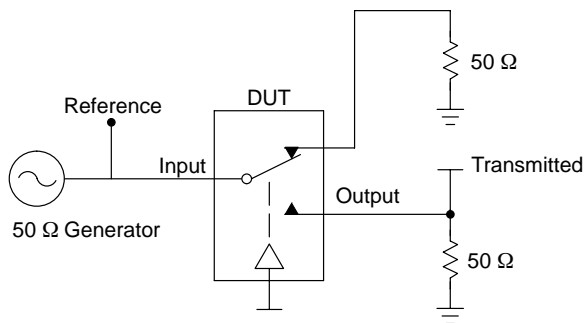 50 Ω
DUT
Reference
Input
Transmitted
Output
50 Ω Generator
50 Ω